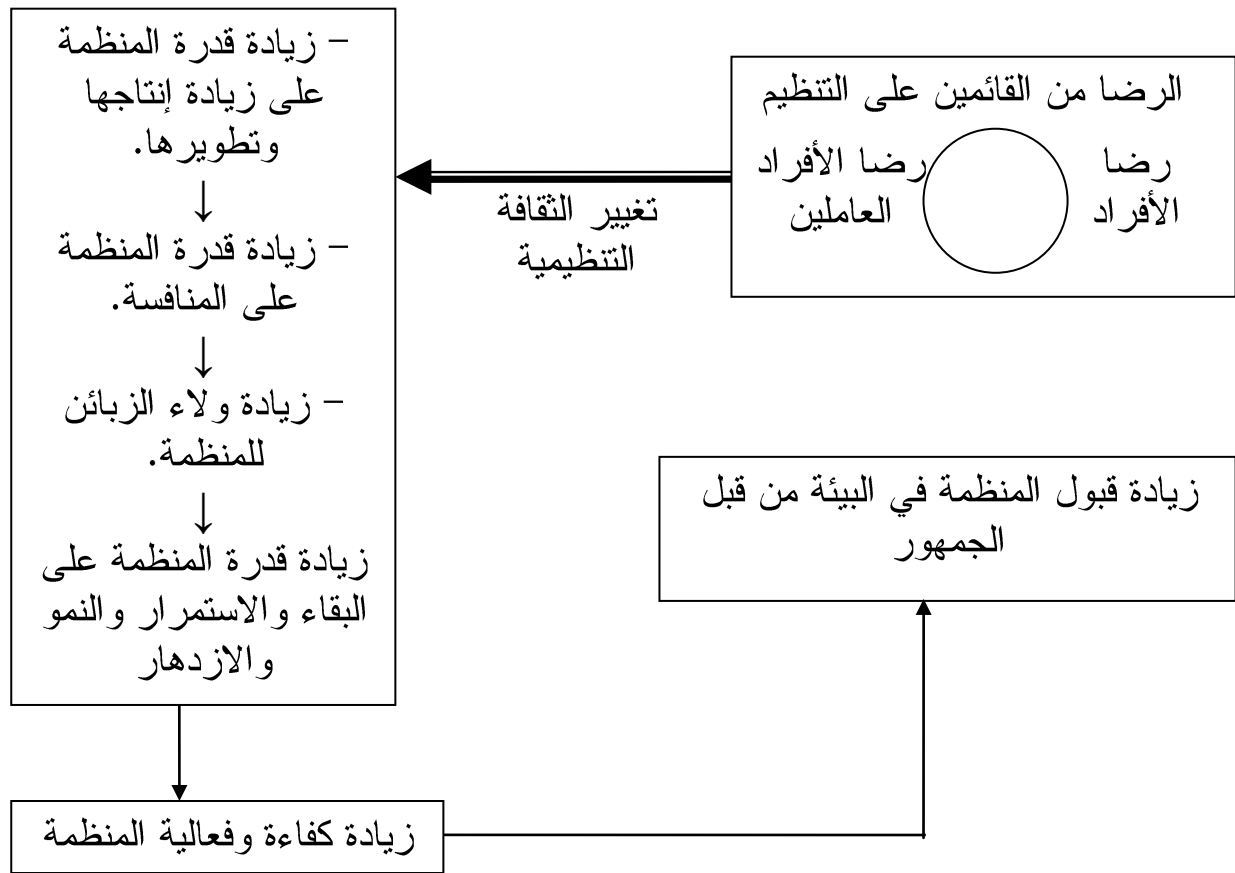 الرضا من القائمين على التنظيم
رضا
الأفراد
رضا الأفراد
العاملين
تغيير الثقافة
التنظيمية
- زيادة قدرة المنظمة
على زيادة إنتاجها
وتطويرها.
↓
- زيادة قدرة المنظمة
على المنافسة.
↓
- زيادة ولاء الزبائن
للمنظمة.
↓
زيادة قدرة المنظمة على
البقاء والاستمرار والنمو
والازدهار
زيادة كفاءة وفعالية المنظمة
زيادة قبول المنظمة في البيئة من قبل
الجمهور